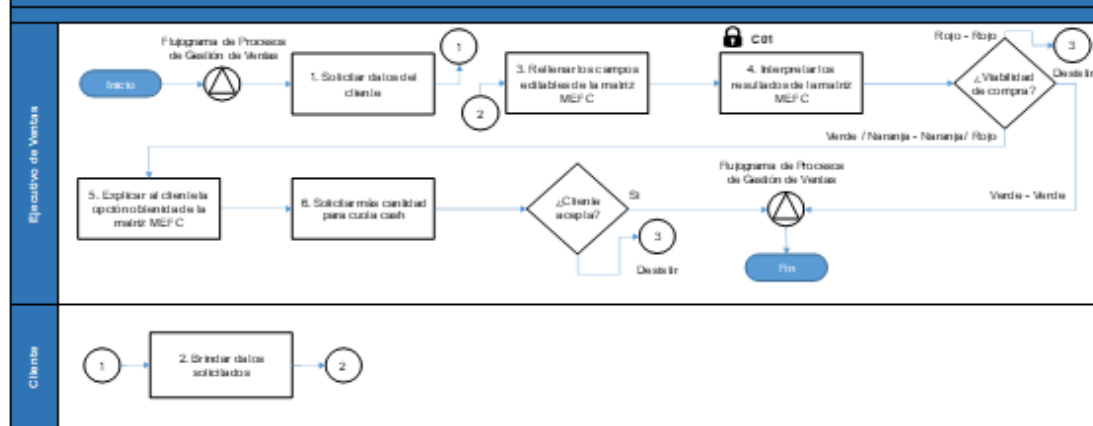 Ejecutivo de Ventas
Flujograma de Procesos
de Gestión de Ventas
Inicio
1. Solicitar datos del
cliente
1
2
3. Rellenar los campos
editables de la matriz
MEFC
C01
4. Interpretar los
resultados de la matriz
MEFC
¿Viabilidad
de compra?
Rojo - Rojo
3
Desistir
Verde / Naranja - Naranja/ Rojo
Verde - Verde
5. Explicar al cliente la
opción obtenida de la
matriz MEFC
6. Solicitar más cantidad
para cuota cash
¿Cliente
acepta?
Si
3
Desistir
Flujograma de Procesos
de Gestión de Ventas
Fin
Cliente
1
2. Brindar datos
solicitados
2